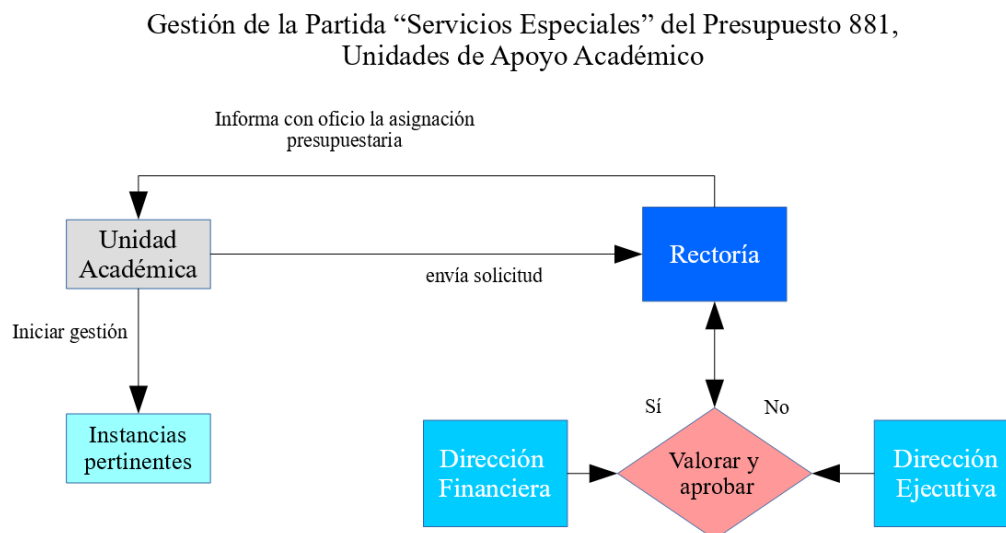 Gestión de la Partida “Servicios Especiales” del Presupuesto 881,
Unidades de Apoyo Académico
Informa con oficio la asignación
presupuestaria
Unidad
Académica
Rectoría
envía solicitud
Iniciar gestión
Sí
No
Instancias
pertinentes
Dirección
Financiera
Valorar y
aprobar
Dirección
Ejecutiva